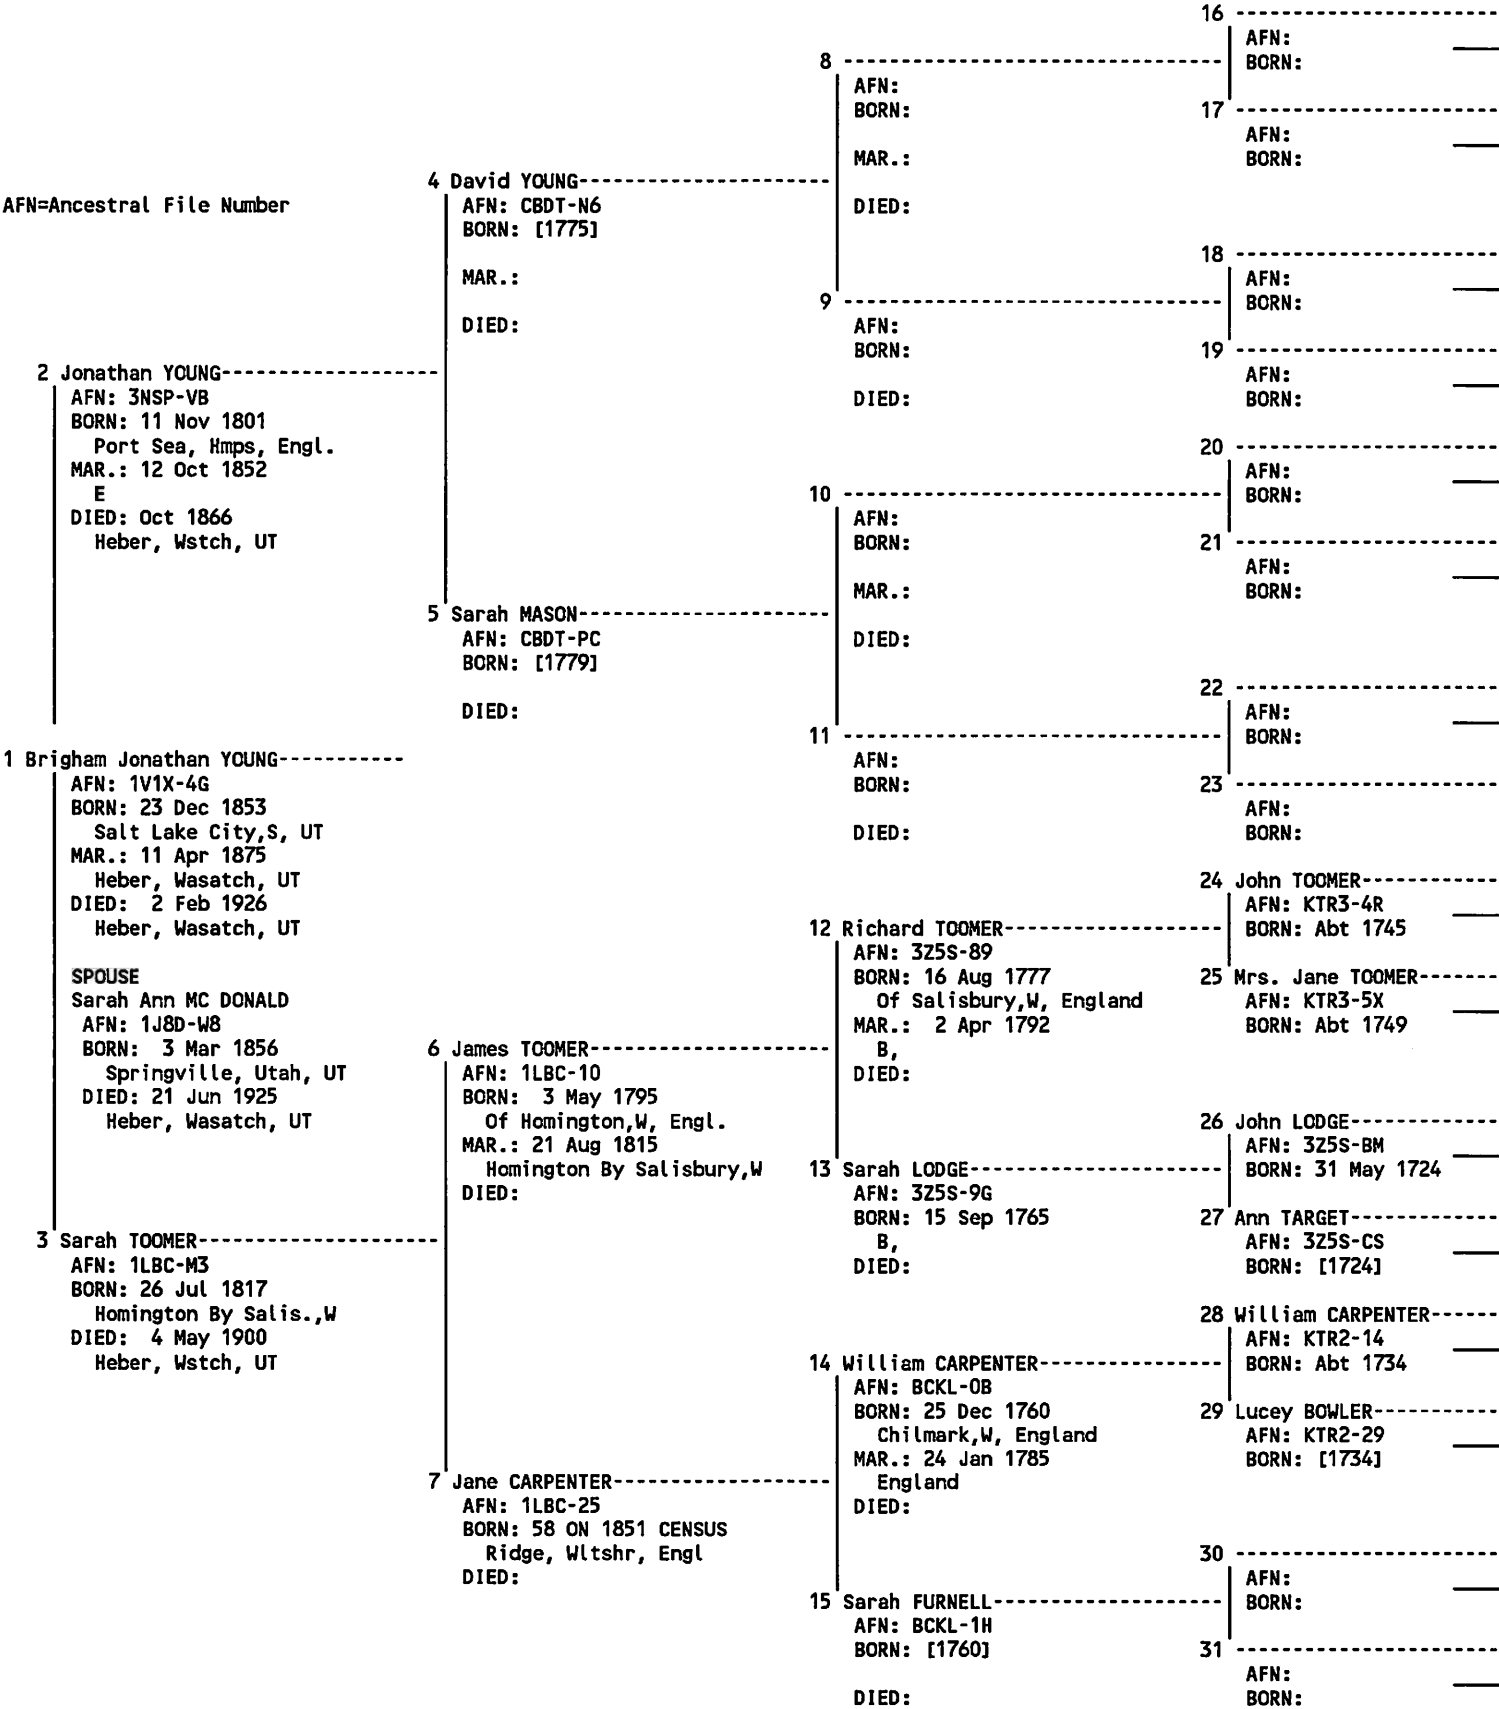 AFN=Ancestral File Number
1 Brigham Jonathan YOUNG-----------
AFN: 1V1X-4G
BORN: 23 Dec 1853
Salt Lake City,S, UT
MAR.: 11 Apr 1875
Heber, Wasatch, UT
DIED: 2 Feb 1926
Heber, Wasatch, UT
SPOUSE
Sarah Ann MC DONALD
AFN: 1J8D-W8
BORN: 3 Mar 1856
Springville, Utah, UT
DIED: 21 Jun 1925
Heber, Wasatch, UT
2 Jonathan YOUNG-------------------
AFN: 3NSP-VB
BORN: 11 Nov 1801
Port Sea, Hmps, Engl.
MAR.: 12 Oct 1852
E
DIED: Oct 1866
Heber, Wstch, UT
3 Sarah TOOMER---------------------
AFN: 1LBC-M3
BORN: 26 Jul 1817
Homington By Salis.,W
DIED: 4 May 1900
Heber, Wstch, UT
4 David YOUNG----------------------
AFN: CBDT-N6
BORN: [1775]
MAR.:
DIED:
5 Sarah MASON----------------------
AFN: CBDT-PC
BORN: [1779]
DIED:
6 James TOOMER---------------------
AFN: 1LBC-10
BORN: 3 May 1795
Of Homington,W, Engl.
MAR.: 21 Aug 1815
Homington By Salisbury,W
DIED:
7 Jane CARPENTER-------------------
AFN: 1LBC-25
BORN: 58 ON 1851 CENSUS
Ridge, Wltshr, Engl
DIED:
8 ---------------------------------
AFN:
BORN:
MAR.:
DIED:
9 ---------------------------------
AFN:
BORN:
DIED:
10 ---------------------------------
AFN:
BORN:
MAR.:
DIED:
11 ---------------------------------
AFN:
BORN:
DIED:
12 Richard TOOMER-------------------
AFN: 3Z5S-89
BORN: 16 Aug 1777
Of Salisbury,W, England
MAR.: 2 Apr 1792
B,
DIED:
13 Sarah LODGE----------------------
AFN: 3Z5S-9G
BORN: 15 Sep 1765
B,
DIED:
14 William CARPENTER----------------
AFN: BCKL-0B
BORN: 25 Dec 1760
Chilmark,W, England
MAR.: 24 Jan 1785
England
DIED:
15 Sarah FURNELL--------------------
AFN: BCKL-1H
BORN: [1760]
DIED:
16 -----------------------
AFN:
BORN:
17 -----------------------
AFN:
BORN:
18 -----------------------
AFN:
BORN:
19 -----------------------
AFN:
BORN:
20 -----------------------
AFN:
BORN:
21 -----------------------
AFN:
BORN:
22 -----------------------
AFN:
BORN:
23 -----------------------
AFN:
BORN:
24 John TOOMER------------
AFN: KTR3-4R
BORN: Abt 1745
25 Mrs. Jane TOOMER-------
AFN: KTR3-5X
BORN: Abt 1749
26 John LODGE-------------
AFN: 3Z5S-BM
BORN: 31 May 1724
27 Ann TARGET-------------
AFN: 3Z5S-CS
BORN: [1724]
28 William CARPENTER------
AFN: KTR2-14
BORN: Abt 1734
29 Lucey BOWLER-----------
AFN: KTR2-29
BORN: [1734]
30 -----------------------
AFN:
BORN:
31 -----------------------
AFN:
BORN: